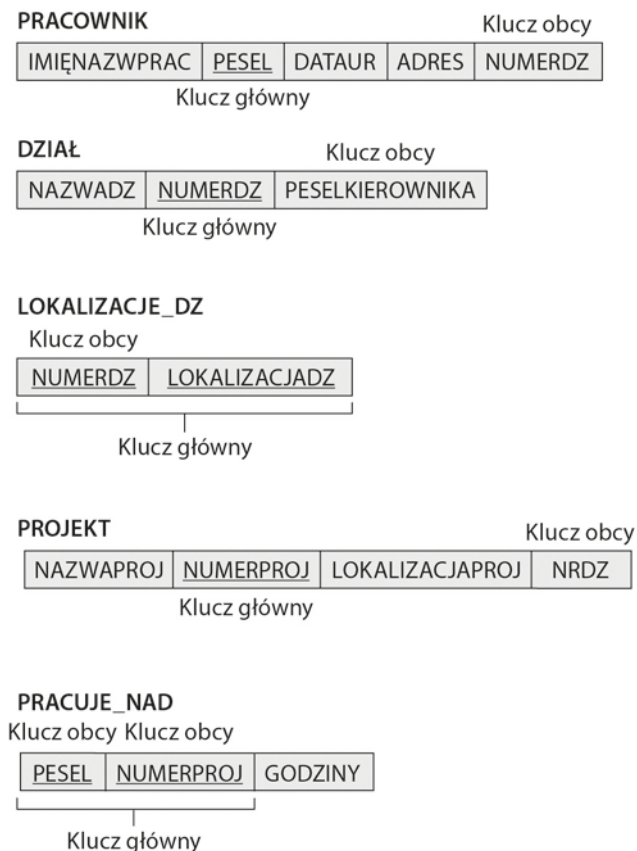 PRACOWNIK
Klucz obcy
IMIĘNAZWPRAC PESEL DATAUR ADRES NUMERDZ
Klucz główny
DZIAŁ
Klucz obcy
NAZWADZ NUMERDZ PESELKIEROWNIKA
Klucz główny
LOKALIZACJE_DZ
Klucz obcy
NUMERDZ LOKALIZACJADZ
Klucz główny
PROJEKT
Klucz obcy
NAZWAPROJ NUMERPROJ LOKALIZACJAPROJ NRDZ
Klucz główny
PRACUJE_NAD
Klucz obcy Klucz obcy
PESEL NUMERPROJ GODZINY
Klucz główny